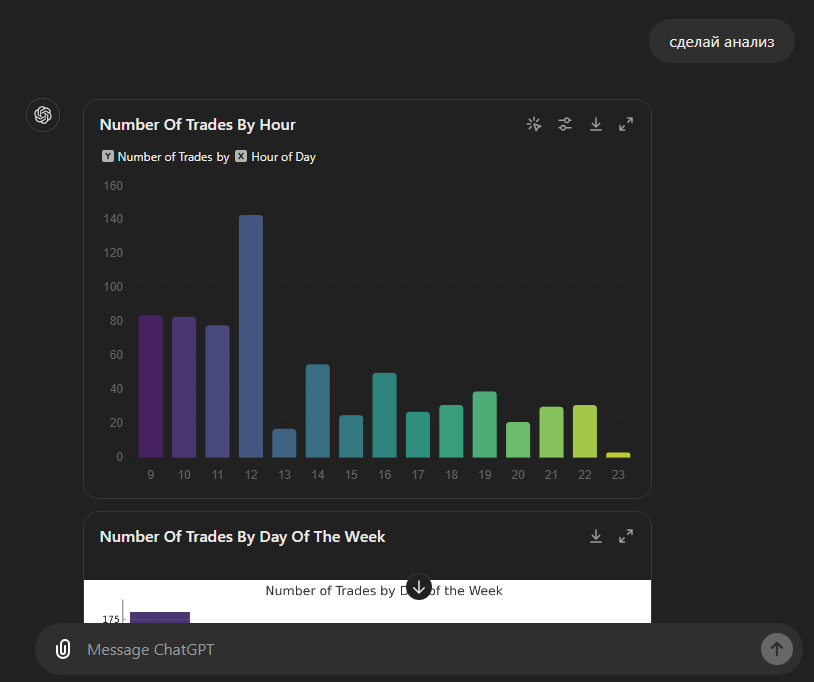 сделай анализ
Number Of Trades By Hour
Y Number of Trades by X Hour of Day
160
140
120
100
80
60
40
20
0
9 10 11 12 13 14 15 16 17 18 19 20 21 22 23
Number Of Trades By Day Of The Week
Number of Trades by D of the Week
175
Message ChatGPT